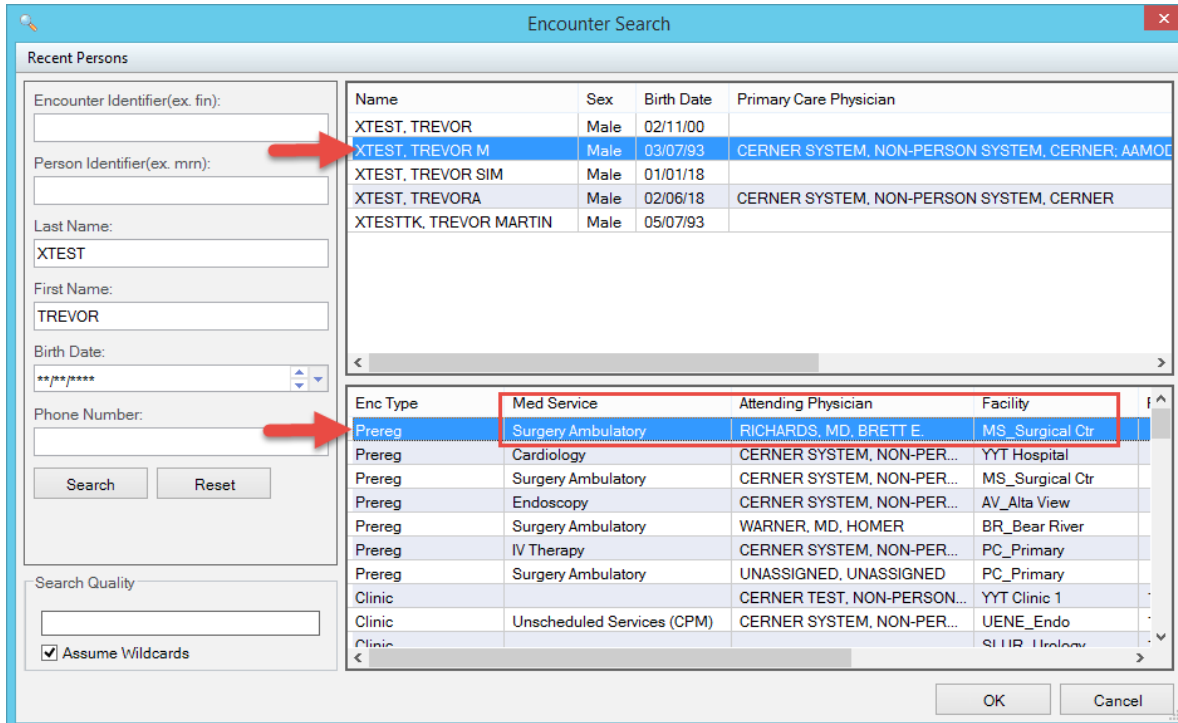 Encounter Search
Recent Persons
Encounter Identifier(ex. fin):
Person Identifier(ex. mrn):
Last Name:
XTEST
First Name:
TREVOR
Birth Date:
**/**/****
Phone Number:
Search Reset
Search Quality
Assume Wildcards
Name Sex Birth Date Primary Care Physician
XTEST, TREVOR Male 02/11/00
XTEST, TREVOR M Male 03/07/93 CERNER SYSTEM, NON-PERSON SYSTEM, CERNER; AAMOD
XTEST, TREVOR SIM Male 01/01/18
XTEST, TREVORA Male 02/06/18 CERNER SYSTEM, NON-PERSON SYSTEM, CERNER
XTESTTK, TREVOR MARTIN Male 05/07/93
Enc Type Med Service Attending Physician Facility
Prereg Surgery Ambulatory RICHARDS, MD, BRETT E. MS_Surgical Ctr
Prereg Cardiology CERNER SYSTEM, NON-PER... YYT Hospital
Prereg Surgery Ambulatory CERNER SYSTEM, NON-PER... MS_Surgical Ctr
Prereg Endoscopy CERNER SYSTEM, NON-PER... AV_Alta View
Prereg Surgery Ambulatory WARNER, MD, HOMER BR_Bear River
Prereg IV Therapy CERNER SYSTEM, NON-PER... PC_Primary
Prereg Surgery Ambulatory UNASSIGNED, UNASSIGNED PC_Primary
Clinic CERNER TEST, NON-PERSON... YYT Clinic 1
Clinic Unscheduled Services (CPM) CERNER SYSTEM, NON-PER... UENE_Endo
Clinic SLUR_Urology
OK Cancel